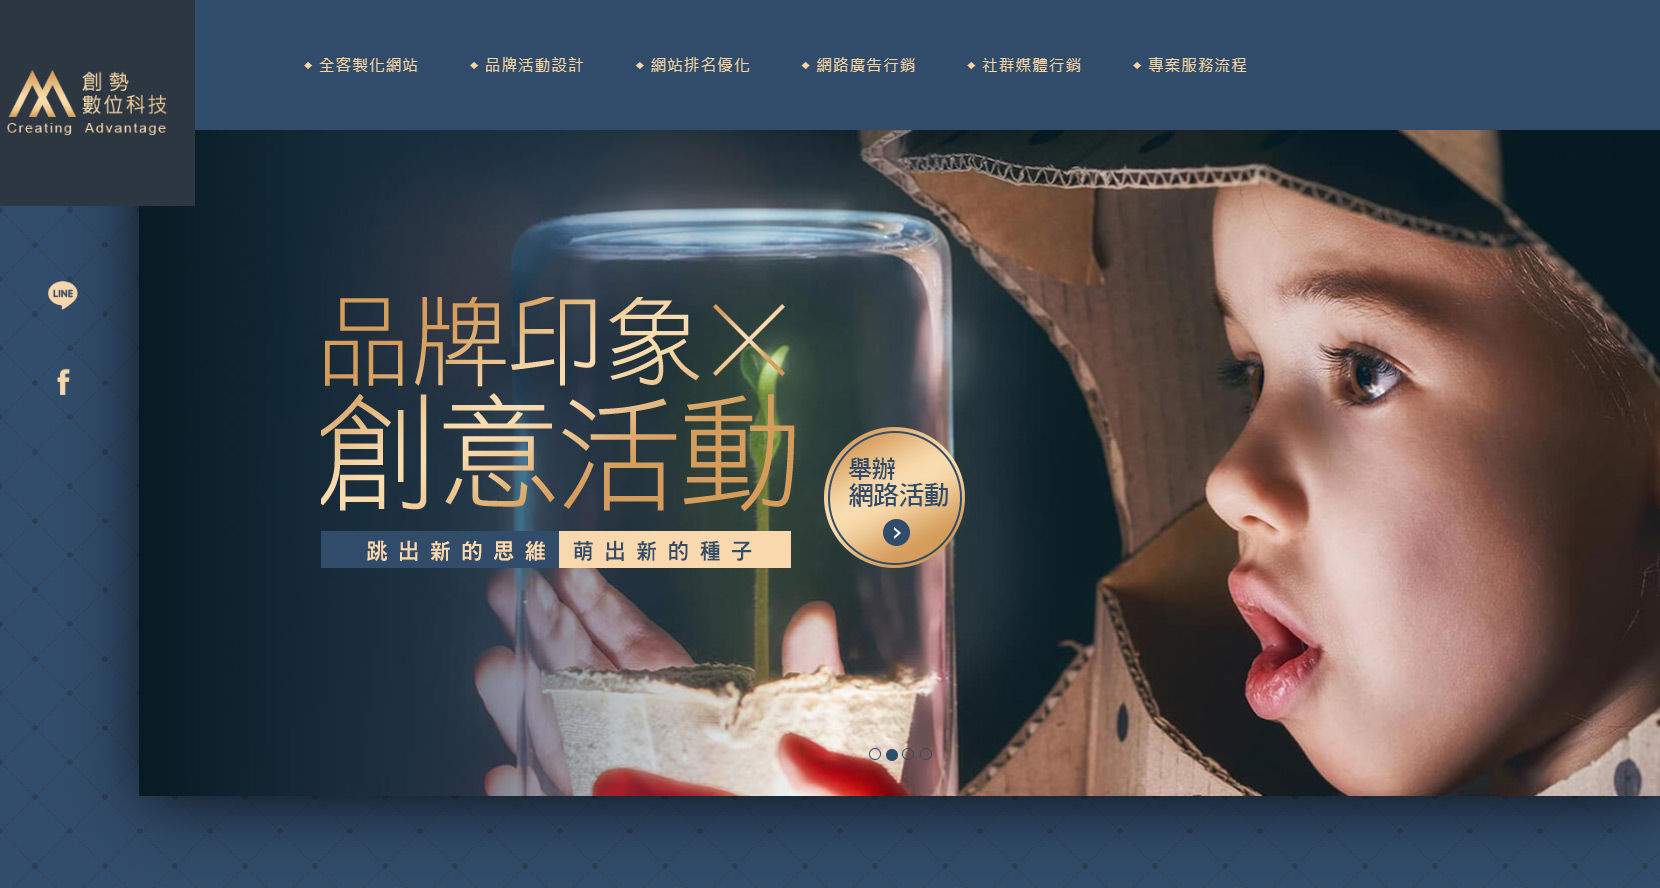 創 勢
數位科技
Creating Advantage
全客製化網站
品牌活動設計
網站排名優化
網路廣告行銷
社群媒體行銷
專案服務流程
LINE
f
品牌印象×
創意活動
跳出新的思維 萌出新的種子
舉辦
網路活動